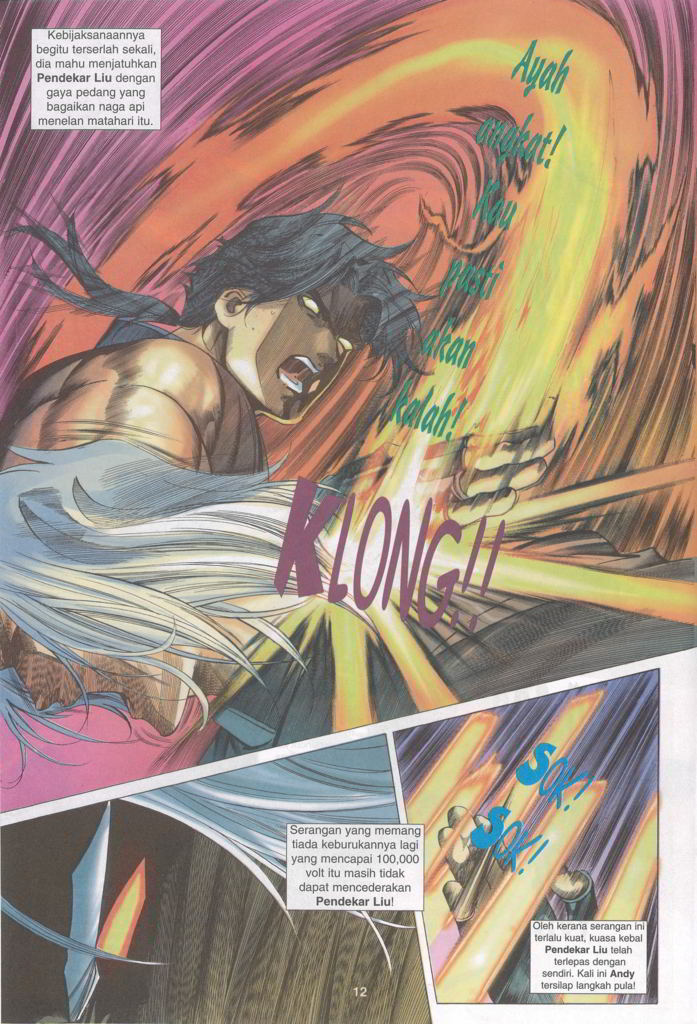 Kebijaksanaannya
begitu terserlah sekali,
dia mahu menjatuhkan
Pendekar Liu dengan
gaya pedang yang
bagaikan naga api
menelan matahari itu.
Ayah
angkat!
Kau
pasti
akan
kalah!
KLONG!!
SOK!
SOK!
Serangan yang memang
tiada keburukannya lagi
yang mencapai 100,000
volt itu masih tidak
dapat mencederakan
Pendekar Liu!
Oleh kerana serangan ini
terlalu kuat, kuasa kebal
Pendekar Liu telah
terlepas dengan
sendiri. Kali ini Andy
tersilap langkah pula!
12